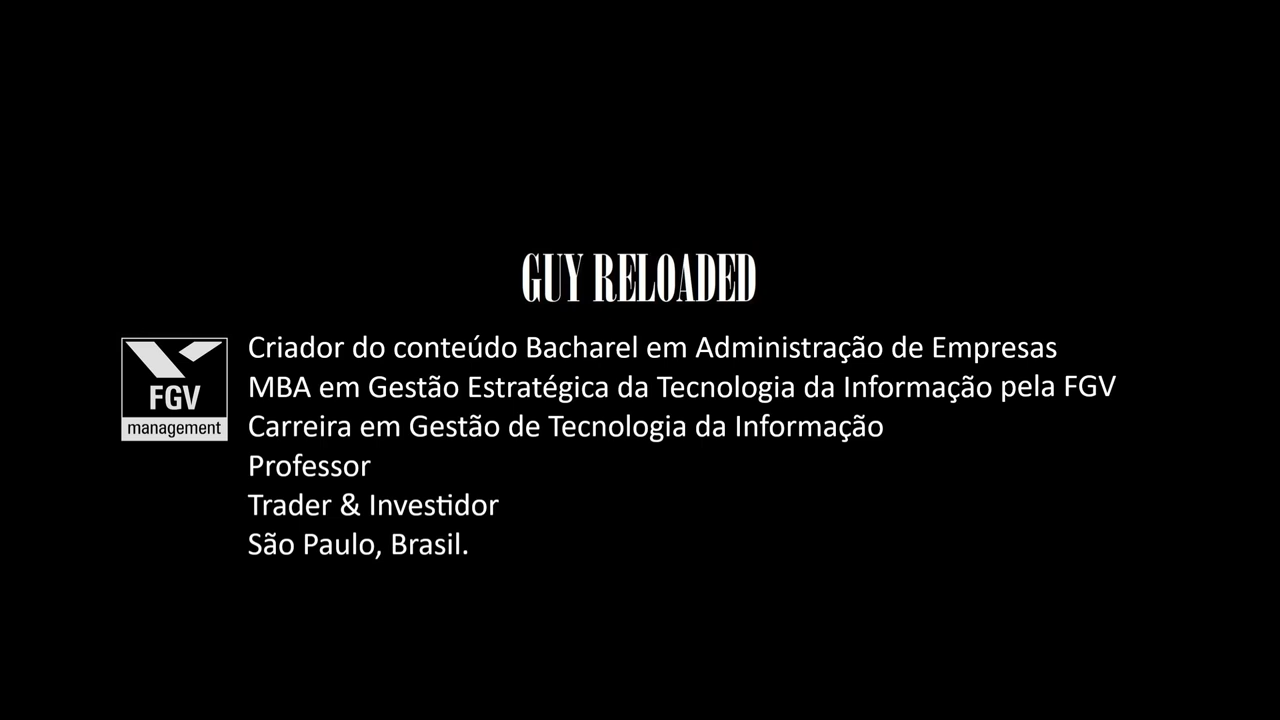 GUY RELOADED
FGV
management
Criador do conteúdo Bacharel em Administração de Empresas
MBA em Gestão Estratégica da Tecnologia da Informação pela FGV
Carreira em Gestão de Tecnologia da Informação
Professor
Trader & Investidor
São Paulo, Brasil.